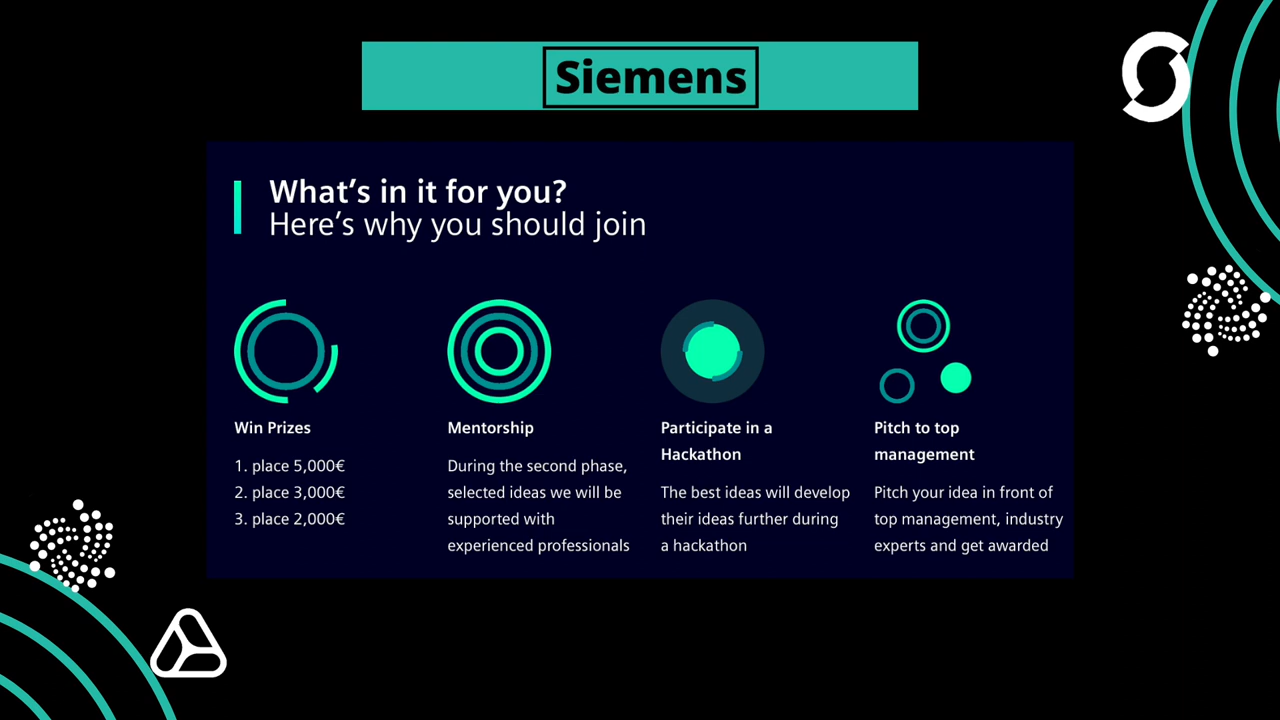 Siemens
What's in it for you?
Here's why you should join
Win Prizes
1. place 5,000€
2. place 3,000€
3. place 2,000€
Mentorship
During the second phase,
selected ideas we will be
supported with
experienced professionals
Participate in a
Hackathon
The best ideas will develop
their ideas further during
a hackathon
Pitch to top
management
Pitch your idea in front of
top management, industry
experts and get awarded